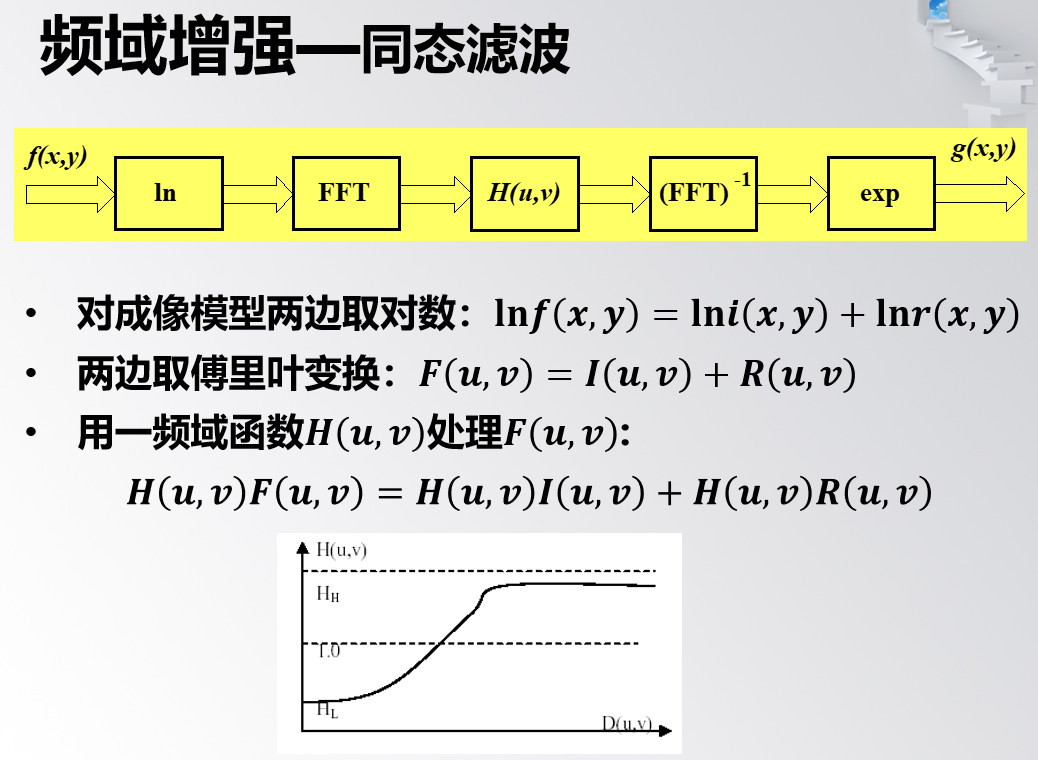 频域增强—同态滤波
f(x,y)
g(x,y)
ln
FFT
H(u,v)
(FFT)⁻¹
exp
• 对成像模型两边取对数：lnf(x, y) = lni(x, y) + lnr(x, y)
• 两边取傅里叶变换：F(u, v) = I(u, v) + R(u, v)
• 用一频域函数H(u, v)处理F(u, v):
H(u, v)F(u, v) = H(u, v)I(u, v) + H(u, v)R(u, v)
H(u,v)
H_H
1.0
H_L
D(u,v)